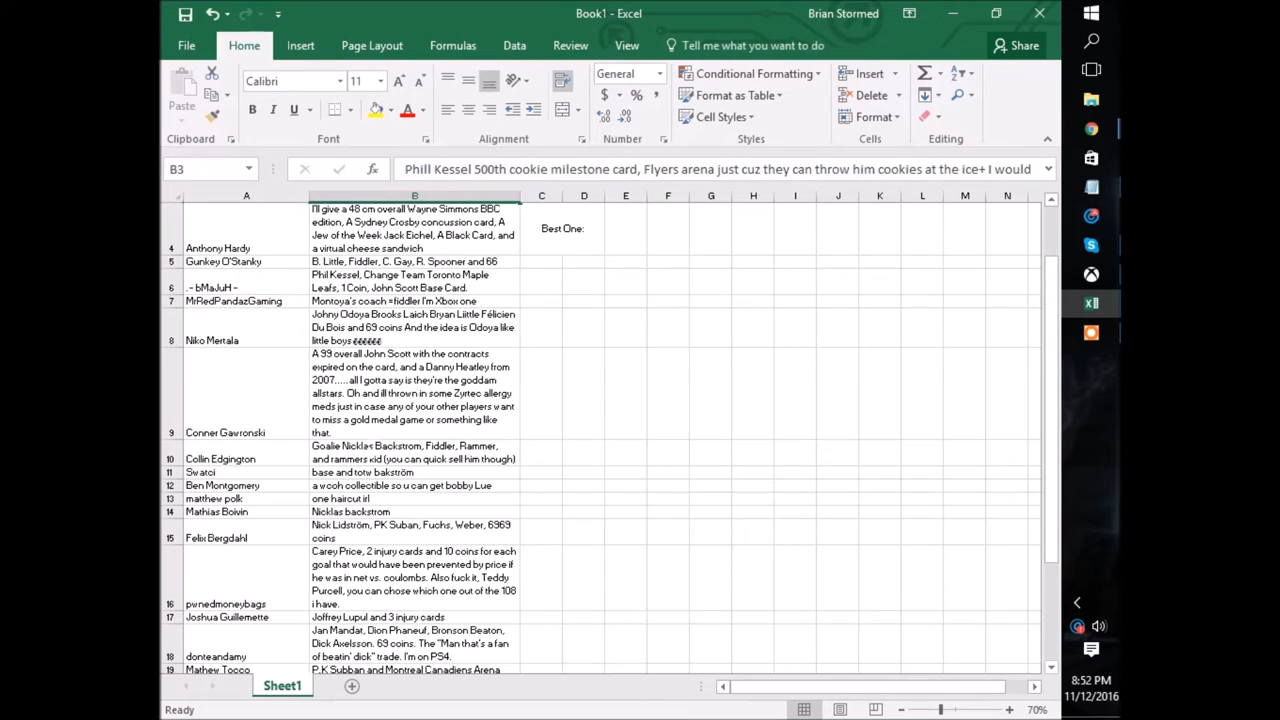 Book1 - Excel
Brian Stormed
File Home Insert Page Layout Formulas Data Review View Tell me what you want to do Share
Calibri 11 General Conditional Formatting Insert
Paste B I U $ % , Format as Table Delete
Cell Styles Format
Clipboard Font Alignment Number Styles Cells Editing
B3 fx Phill Kessel 500th cookie milestone card, Flyers arena just cuz they can throw him cookies at the ice+ I would
A B C D E F G H I J K L M N
I'll give a 48 cm overall Wayne Simmons BBC
edition, A Sydney Crosby concussion card, A
Jew of the Week Jack Eichel, A Black Card, and
4 Anthony Hardy a virtual cheese sandwich
Best One:
5 Gunkey O'Stanky B. Little, Fiddler, C. Gay, R. Spooner and 66
Phil Kessel, Change Team Toronto Maple
6 .- bMaJuH - Leafs, 1 Coin, John Scott Base Card.
7 MrRedPandazGaming Montoya's coach =fiddler I'm Xbox one
Johny Odoya Brooks Laich Bryan Liittle Félicien
Du Bois and 69 coins And the idea is Odoya like
8 Niko Mertala little boys
A 99 overall John Scott with the contracts
expired on the card, and a Danny Heatley from
2007.....all I gotta say is they're the goddam
allstars. Oh and ill thrown in some Zyrtec allergy
meds just in case any of your other players want
to miss a gold medal game or something like
9 Conner Gawronski that.
Goalie Nicklas Backstrom, Fiddler, Rammer,
10 Collin Edgington and rammers kid (you can quick sell him though)
11 Swatci base and totw bakström
12 Ben Montgomery a wooh collectible so u can get bobby Lue
13 matthew polk one haircut irl
14 Mathias Boivin Nicklas backstrom
Nick Lidström, PK Suban, Fuchs, Weber, 6969
15 Felix Bergdahl coins
Carey Price, 2 injury cards and 10 coins for each
goal that would have been prevented by price if
he was in net vs. coulombs. Also fuck it, Teddy
Purcell, you can chose which one out of the 108
16 pwnedmoneybags i have.
17 Joshua Guillemette Joffrey Lupul and 3 injury cards
Jan Mandat, Dion Phaneuf, Bronson Beaton,
Dick Axelsson. 69 coins. The "Man that's a fan
18 donteandamy of beatin' dick" trade. I'm on PS4.
19 Mathew Tocco P.K Subban and Montreal Canadiens Arena
Sheet1
Ready 70%
8:52 PM
11/12/2016